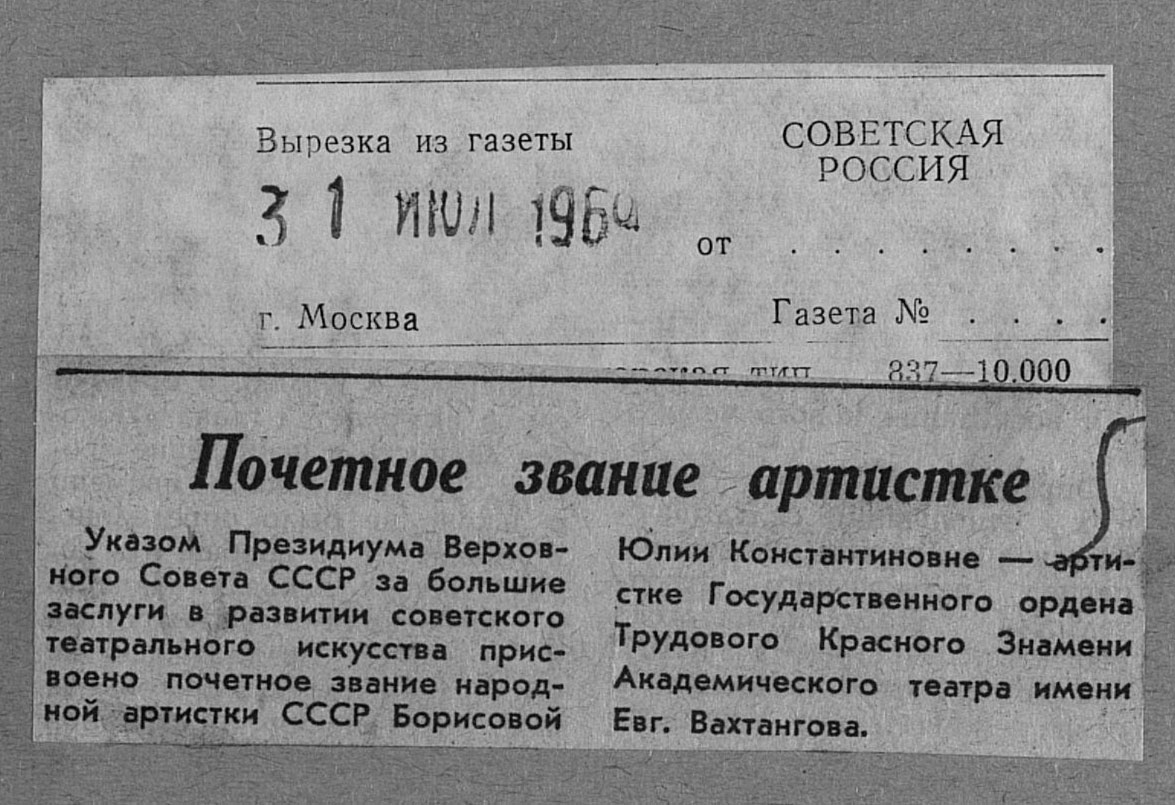 Вырезка из газеты
СОВЕТСКАЯ
РОССИЯ
31 ИЮЛ 1969
от . . . . . . . .
г. Москва
Газета № . . . .
тип 837—10.000
Почетное звание артистке
Указом Президиума Верхов-
ного Совета СССР за большие
заслуги в развитии советского
театрального искусства прис-
воено почетное звание народ-
ной артистки СССР Борисовой
Юлии Константиновне — арти-
стке Государственного ордена
Трудового Красного Знамени
Академического театра имени
Евг. Вахтангова.